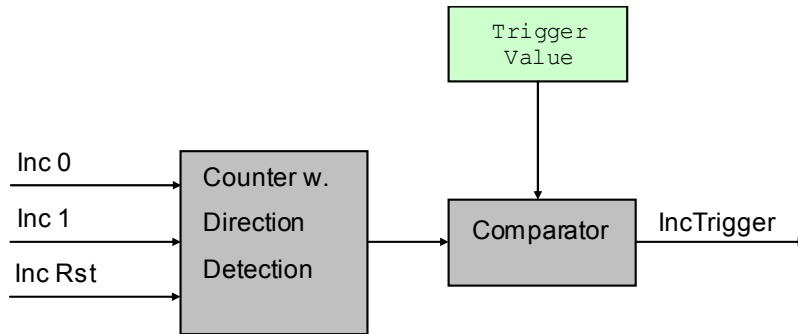 Trigger
Value
Inc 0
Counter w.
Inc 1
Direction
Comparator
IncTrigger
Inc Rst
Detection